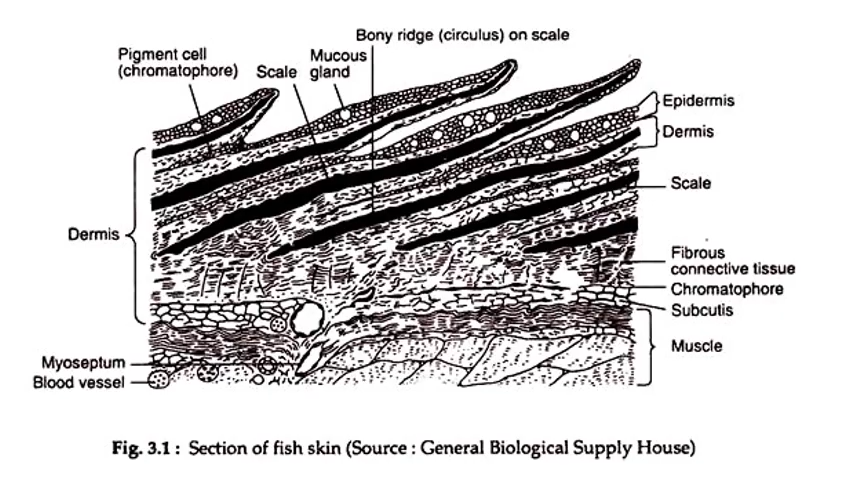 Bony ridge (circulus) on scale
Pigment cell
(chromatophore)
Scale
Mucous
gland
Epidermis
Dermis
Scale
Dermis
Fibrous
connective tissue
Chromatophore
Subcutis
Muscle
Myoseptum
Blood vessel
Fig. 3.1 : Section of fish skin (Source : General Biological Supply House)